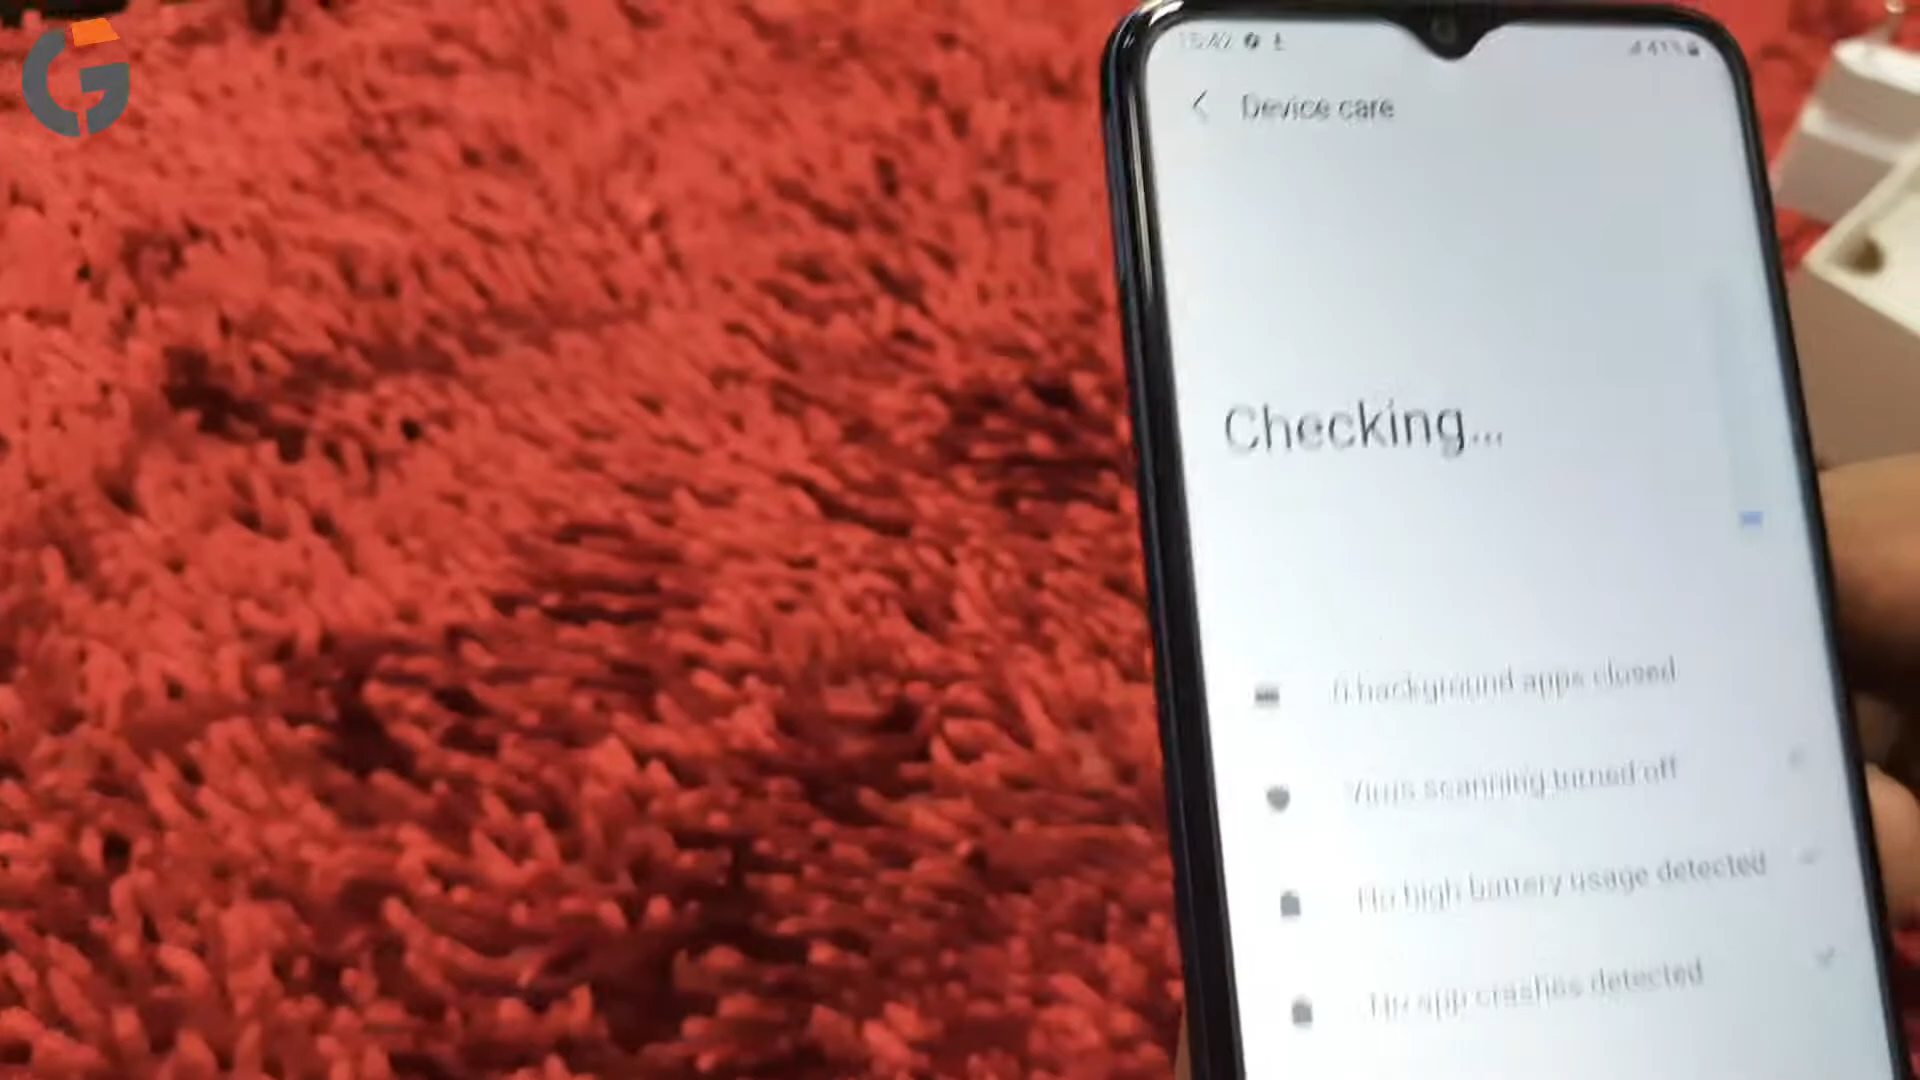 Device care
Checking...
background apps closed
Virus scanning turned off
No high battery usage detected
No app crashes detected